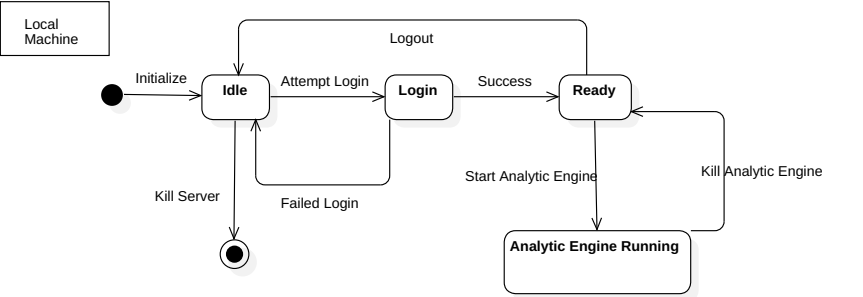 Local
Machine
Logout
Initialize
Idle
Attempt Login
Login
Success
Ready
Kill Server
Failed Login
Start Analytic Engine
Kill Analytic Engine
Analytic Engine Running